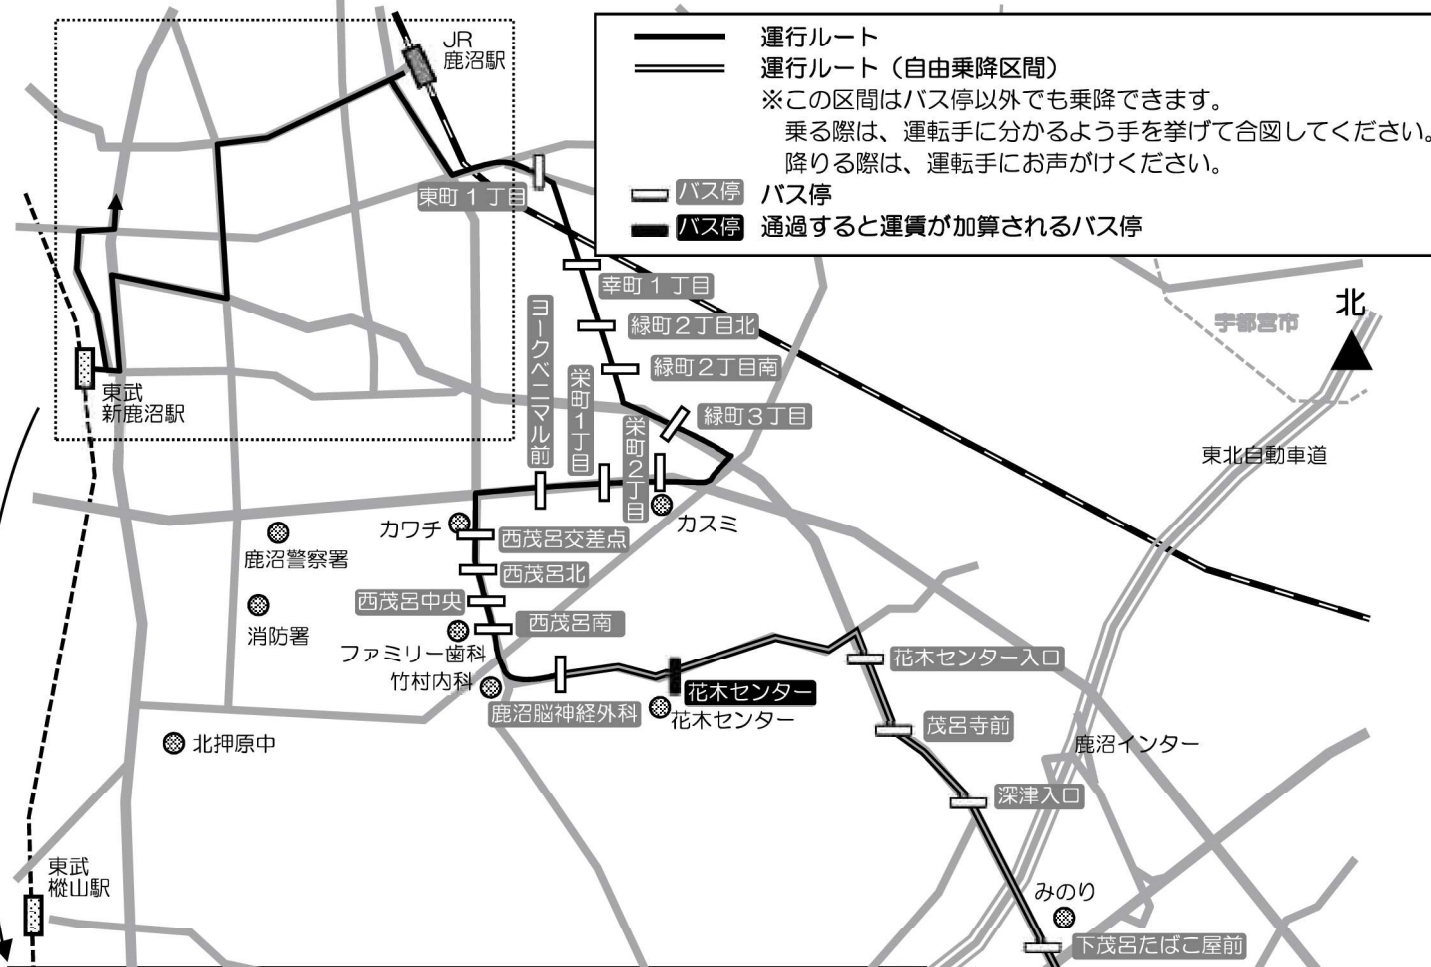 JR
鹿沼駅
運行ルート
運行ルート（自由乗降区間）
※この区間はバス停以外でも乗降できます。
乗る際は、運転手に分かるよう手を挙げて合図してください。
降りる際は、運転手にお声がけください。
バス停 バス停
バス停 通過すると運賃が加算されるバス停
東町1丁目
幸町1丁目
緑町2丁目北
緑町2丁目南
緑町3丁目
ヨークベニマル前
栄町1丁目
栄町2丁目
北
宇都宮市
東北自動車道
東武
新鹿沼駅
カワチ
カスミ
鹿沼警察署
西茂呂交差点
西茂呂北
西茂呂中央
西茂呂南
消防署
ファミリー歯科
竹村内科
鹿沼脳神経外科
花木センター
花木センター
花木センター入口
茂呂寺前
北押原中
鹿沼インター
深津入口
東武
樅山駅
みのり
下茂呂たばこ屋前